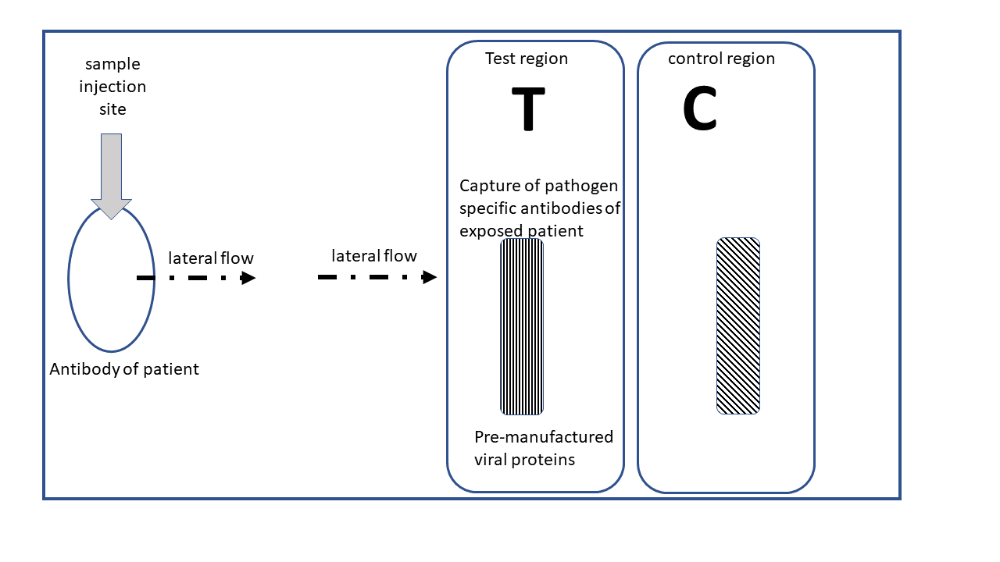 sample
injection
site
lateral flow
Antibody of patient
lateral flow
Test region
T
Capture of pathogen
specific antibodies of
exposed patient
Pre-manufactured
viral proteins
control region
C